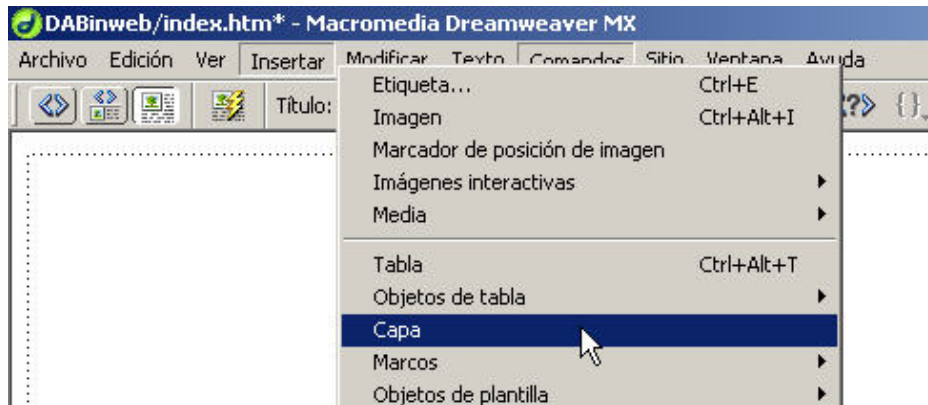 DABinweb/index.htm* - Macromedia Dreamweaver MX
Archivo Edición Ver Insertar Modificar Texto Comandos Sitio Ventana Ayuda
Título:
Etiqueta... Ctrl+E
Imagen Ctrl+Alt+I
Marcador de posición de imagen
Imágenes interactivas
Media
Tabla Ctrl+Alt+T
Objetos de tabla
Capa
Marcos
Objetos de plantilla